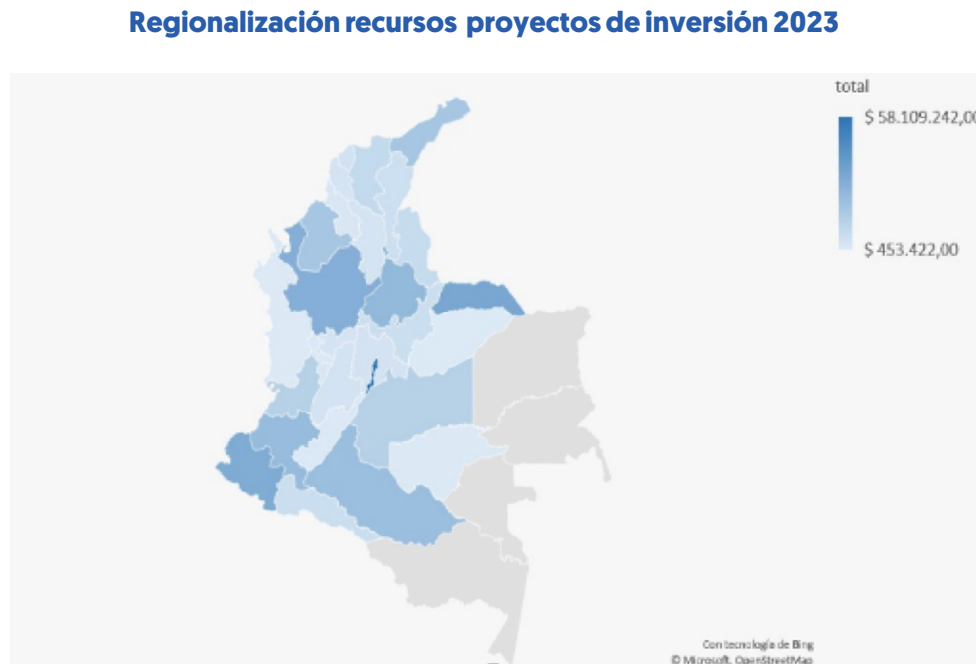 Regionalización recursos proyectos de inversión 2023
total
$ 58.109.242,00
$ 453.422,00
Con tecnología de Bing
© Microsoft, OpenStreetMap